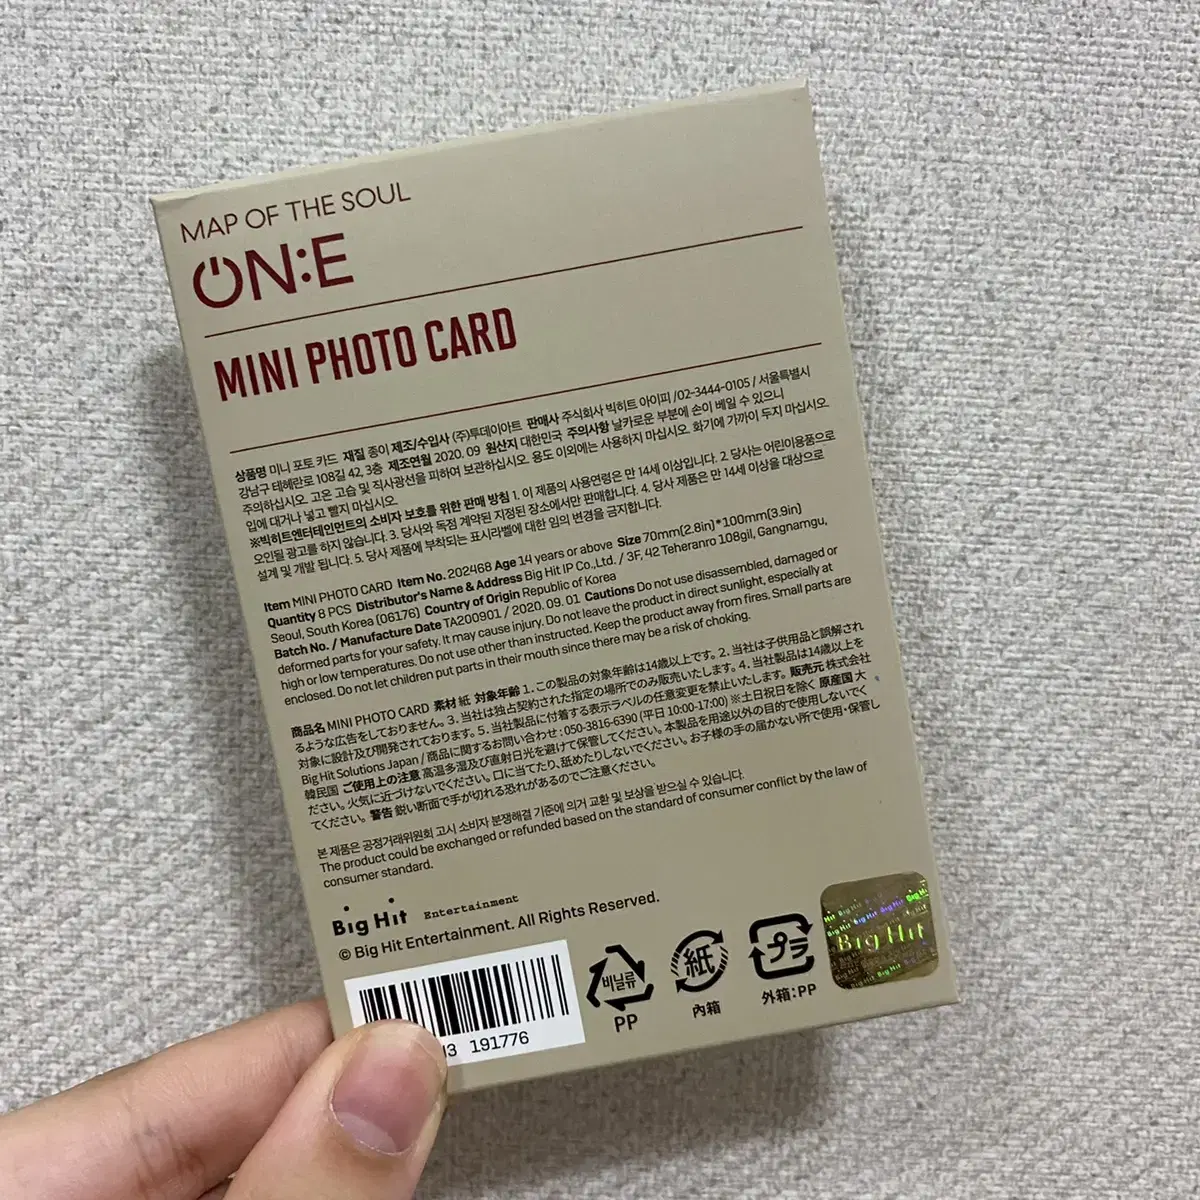 MAP OF THE SOUL
ON:E
MINI PHOTO CARD
상품명 미니 포토 카드 재질 종이 제조/수입사 (주)투데이아트 판매사 주식회사 빅히트 아이피 /02-3444-0105 / 서울특별시
강남구 테헤란로 108길 42, 3층 제조연월 2020. 09 원산지 대한민국 주의사항 날카로운 부분에 손이 베일 수 있으니
주의하십시오. 고온 고습 및 직사광선을 피하여 보관하십시오. 용도 이외에는 사용하지 마십시오. 화기에 가까이 두지 마십시오.
입에 대거나 넣고 빨지 마십시오.
※빅히트엔터테인먼트의 소비자 보호를 위한 판매 방침 1. 이 제품의 사용연령은 만 14세 이상입니다. 2. 당사는 어린이용품으로
오인될 광고를 하지 않습니다. 3. 당사와 독점 계약된 지정된 장소에서만 판매합니다. 4. 당사 제품은 만 14세 이상을 대상으로
설계 및 개발 됩니다. 5. 당사 제품에 부착되는 표시라벨에 대한 임의 변경을 금지합니다.
Item MINI PHOTO CARD Item No. 202468 Age 14 years or above Size 70mm(2.8in)*100mm(3.9in)
Quantity 8 PCS Distributor's Name & Address Big Hit IP Co.,Ltd. / 3F, 42 Teheranro 108gil, Gangnamgu,
Seoul, South Korea (06176) Country of Origin Republic of Korea
Batch No. / Manufacture Date TA200901 / 2020. 09. 01 Cautions Do not use disassembled, damaged or
deformed parts for your safety. It may cause injury. Do not leave the product in direct sunlight, especially at
high or low temperatures. Do not use other than instructed. Keep the product away from fires. Small parts are
enclosed. Do not let children put parts in their mouth since there may be a risk of choking.
商品名 MINI PHOTO CARD 素材 紙 対象年齢 1. この製品の対象年齢は14歳以上です。2. 当社は子供用品と誤解され
るような広告をしておりません。3. 当社は独占契約された指定の場所でのみ販売いたします。4. 当社製品は14歳以上を
対象に設計及び開発されております。5. 当社製品に付着する表示ラベルの任意変更を禁止いたします。販売元 株式会社
Big Hit Solutions Japan / 商品に関するお問い合わせ : 050-3816-6390 (平日 10:00-17:00) ※土日祝日を除く 原産国 大
韓民国 ご使用上の注意 高温多湿及び直射日光を避けて保管してください。本製品を用途以外の目的で使用しないでく
ださい。火気に近づけないでください。口に当てたり、舐めたりしないでください。お子様の手の届かない所で使用・保管し
てください。警告 鋭い断面で手が切れる恐れがあるのでご注意ください。
본 제품은 공정거래위원회 고시 소비자 분쟁해결 기준에 의거 교환 및 보상을 받으실 수 있습니다.
The product could be exchanged or refunded based on the standard of consumer conflict by the law of
consumer standard.
Big Hit Entertainment
© Big Hit Entertainment. All Rights Reserved.
3 191776
비닐류
PP
紙
内箱
プラ
外箱:PP
Big Hit